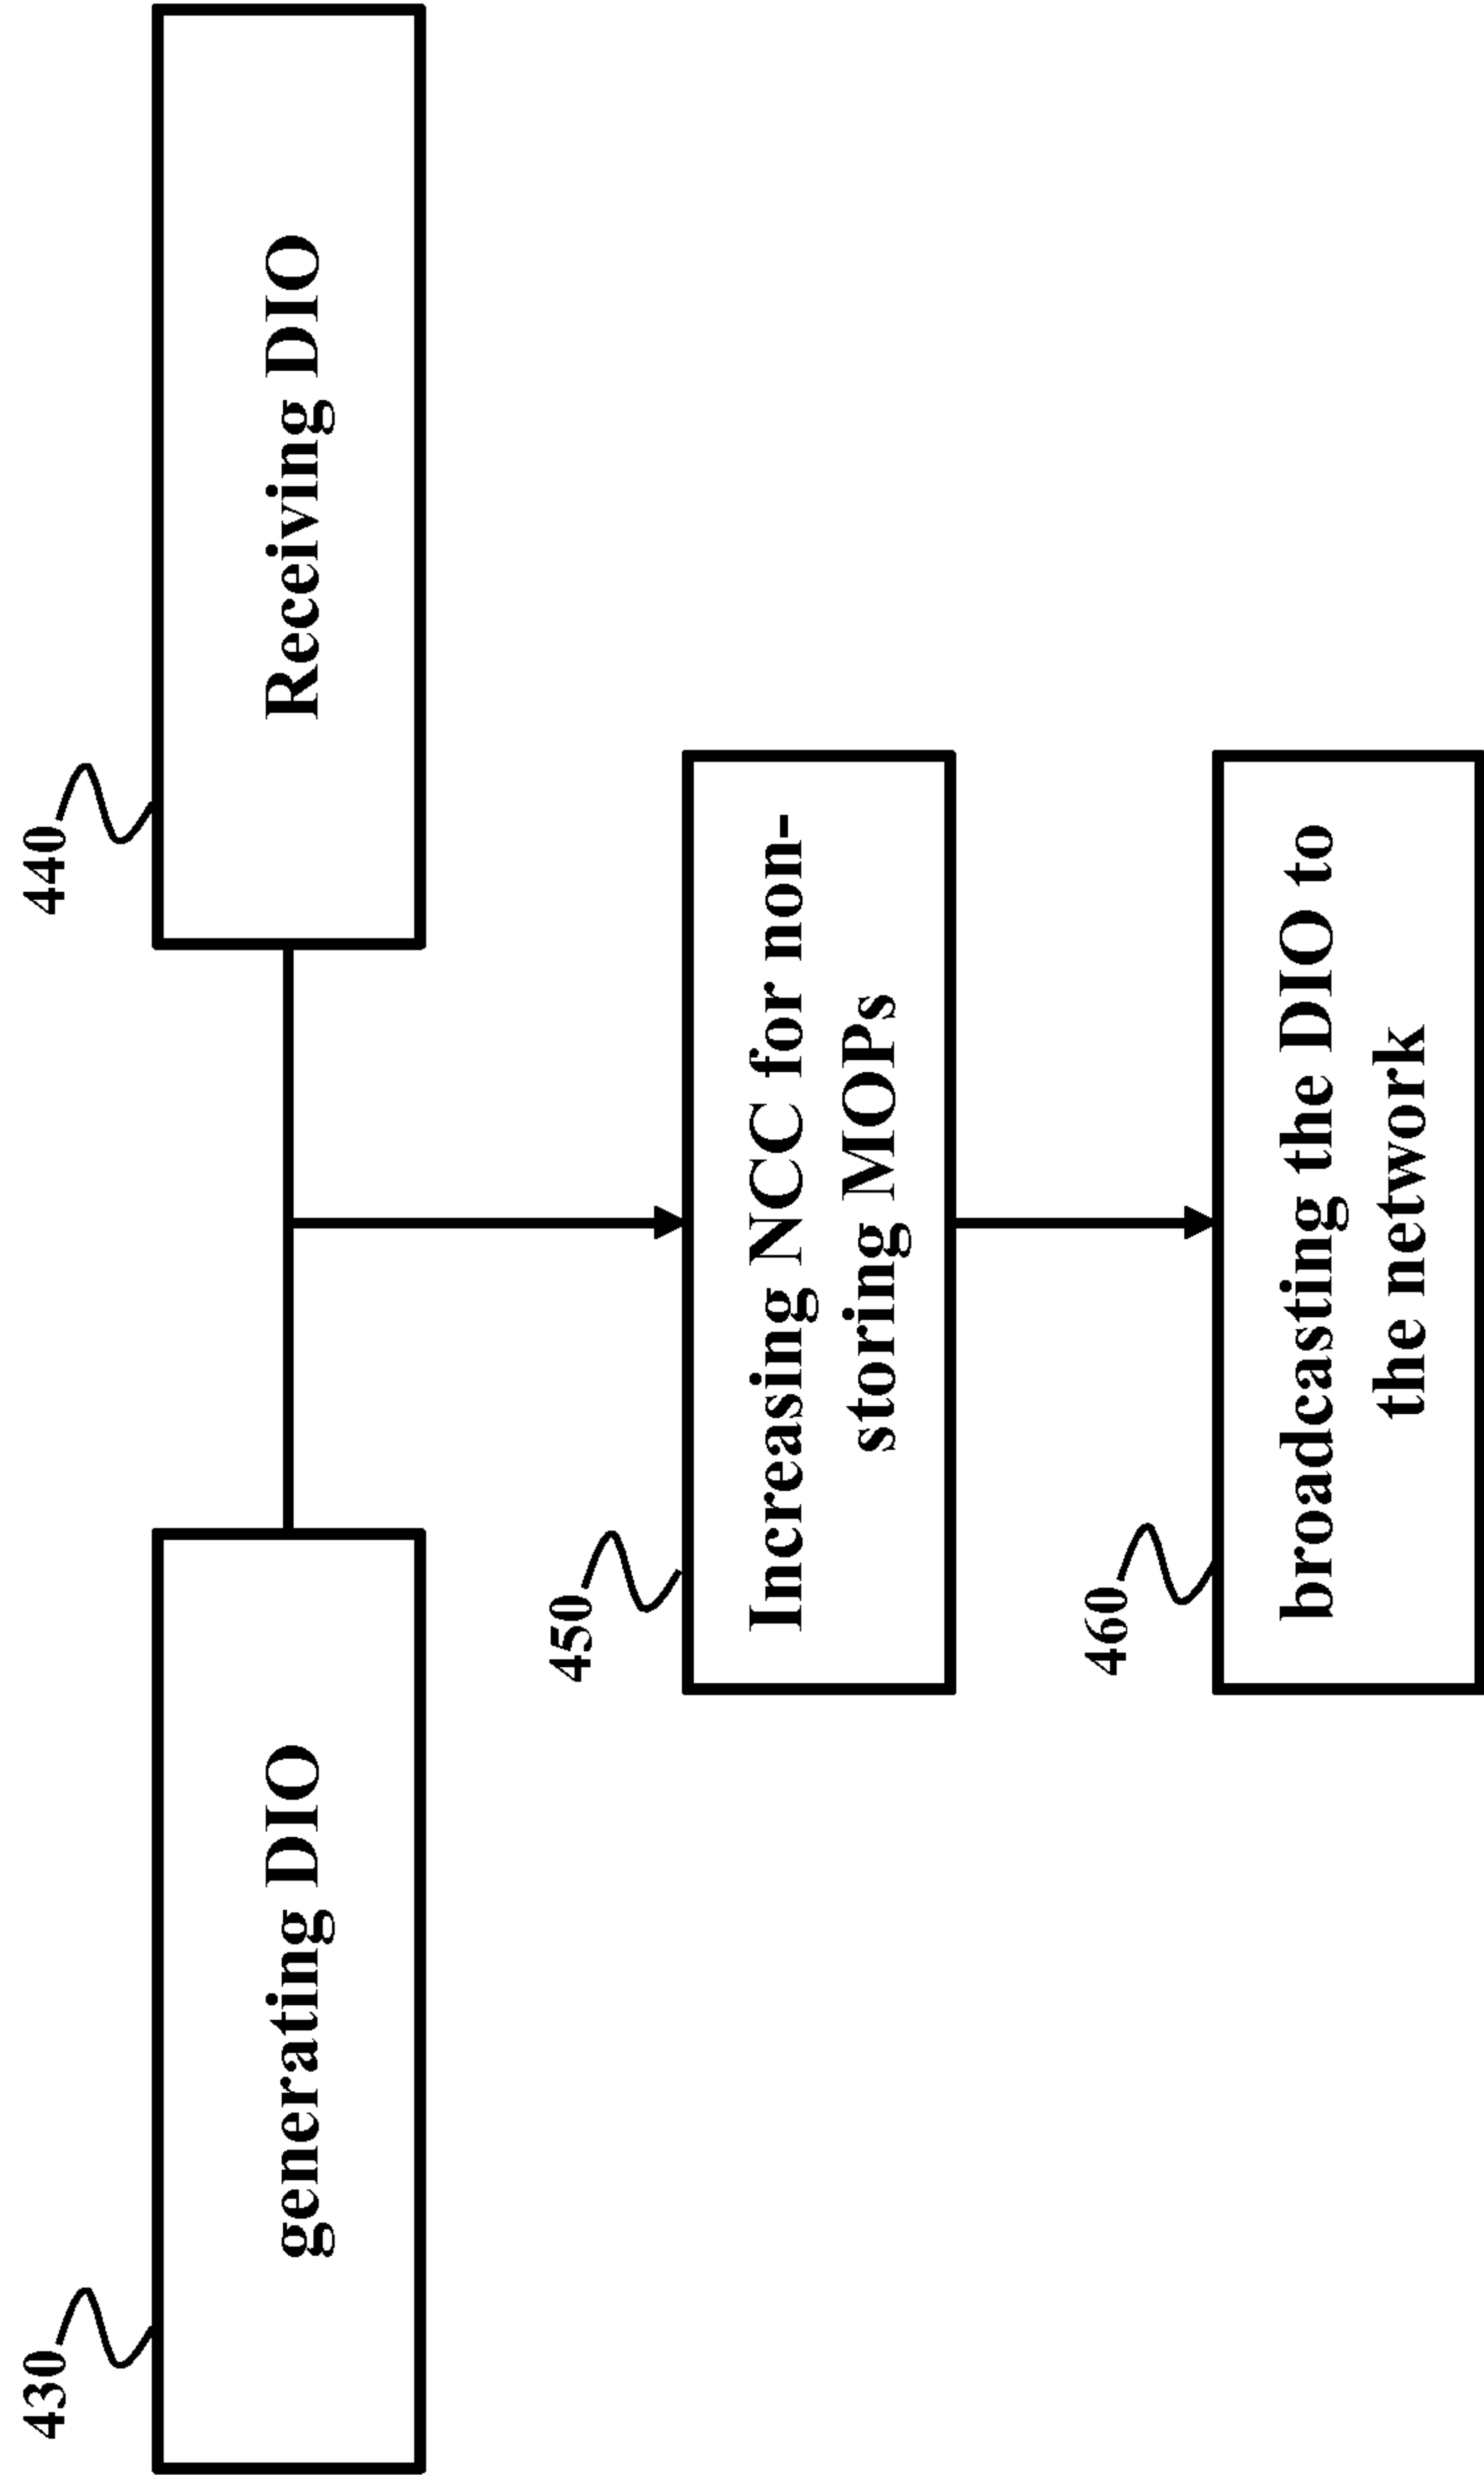 430
generating DIO
440
Receiving DIO
450
Increasing NCC for non-
storing MOPs
460
broadcasting the DIO to
the network